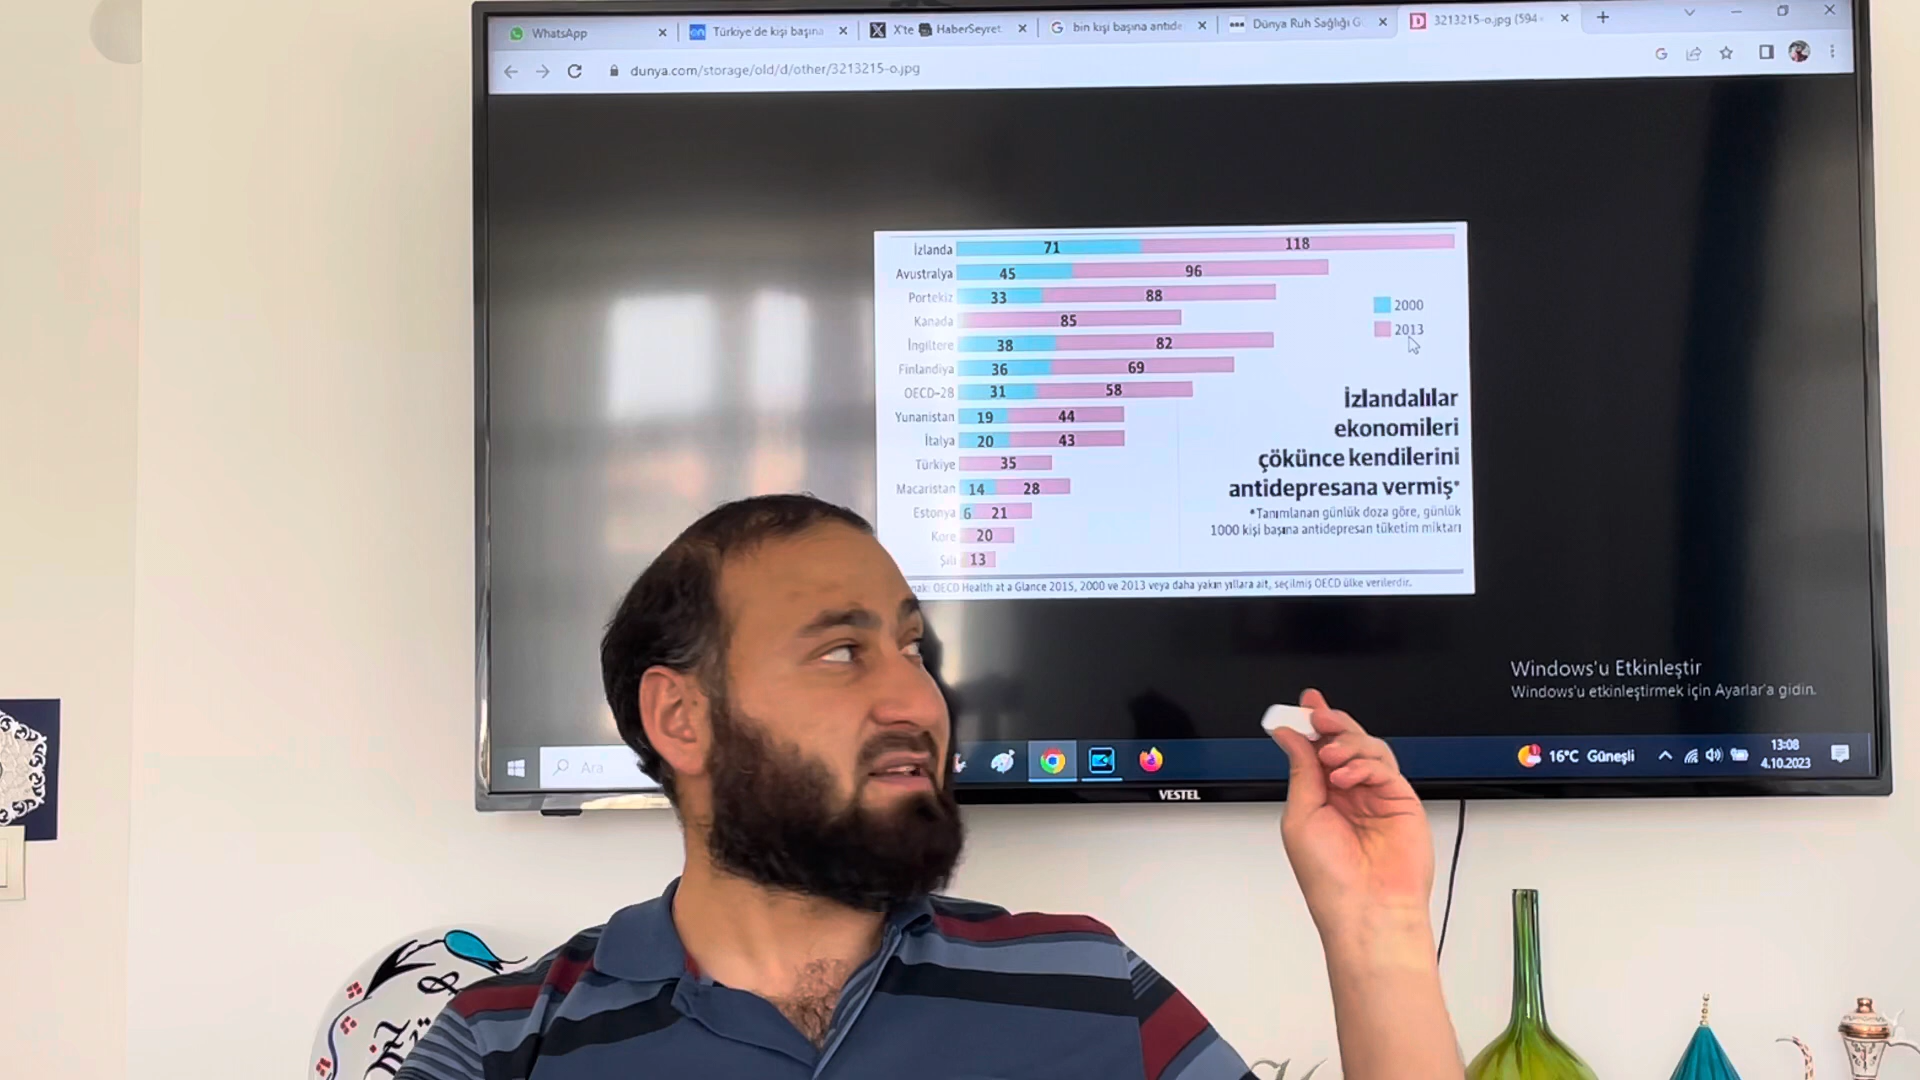 WhatsApp
Türkiye'de kişi başına
X'te HaberSeyret
bin kişi başına antide
Dünya Ruh Sağlığı G
3213215-o.jpg (594
dunya.com/storage/old/d/other/3213215-o.jpg
İzlanda 71 118
Avustralya 45 96
Portekiz 33 88
Kanada 85
İngiltere 38 82
Finlandiya 36 69
OECD-28 31 58
Yunanistan 19 44
İtalya 20 43
Türkiye 35
Macaristan 14 28
Estonya 6 21
Kore 20
Şili 13
2000
2013
İzlandalılar
ekonomileri
çökünce kendilerini
antidepresana vermiş*
*Tanımlanan günlük doza göre, günlük
1000 kişi başına antidepresan tüketim miktarı
OECD Health at a Glance 2015, 2000 ve 2013 veya daha yakın yıllara ait, seçilmiş OECD ülke verilerdir.
Windows'u Etkinleştir
Windows'u etkinleştirmek için Ayarlar'a gidin.
Ara
16°C Güneşli
13:08
4.10.2023
VESTEL